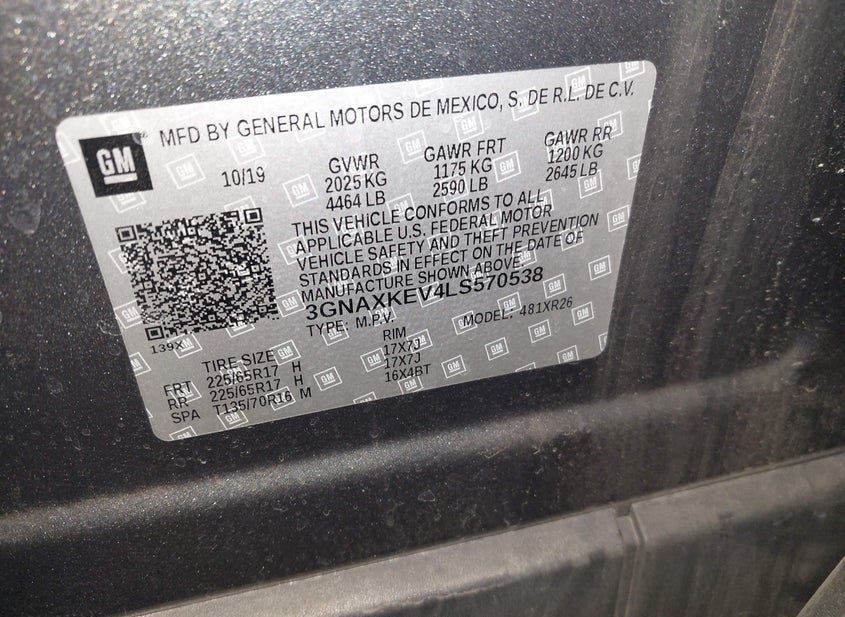 GM
MFD BY GENERAL MOTORS DE MEXICO, S. DE R.L. DE C.V.
10/19
GVWR GAWR FRT GAWR RR
2025 KG 1175 KG 1200 KG
4464 LB 2590 LB 2645 LB
THIS VEHICLE CONFORMS TO ALL
APPLICABLE U.S. FEDERAL MOTOR
VEHICLE SAFETY AND THEFT PREVENTION
STANDARDS IN EFFECT ON THE DATE OF
MANUFACTURE SHOWN ABOVE.
3GNAXKEV4LS570538
TYPE: M.P.V. MODEL: 481XR26
139X
TIRE SIZE RIM
FRT 225/65R17 H 17X7J
RR 225/65R17 H 17X7J
SPA T135/70R16 M 16X4BT